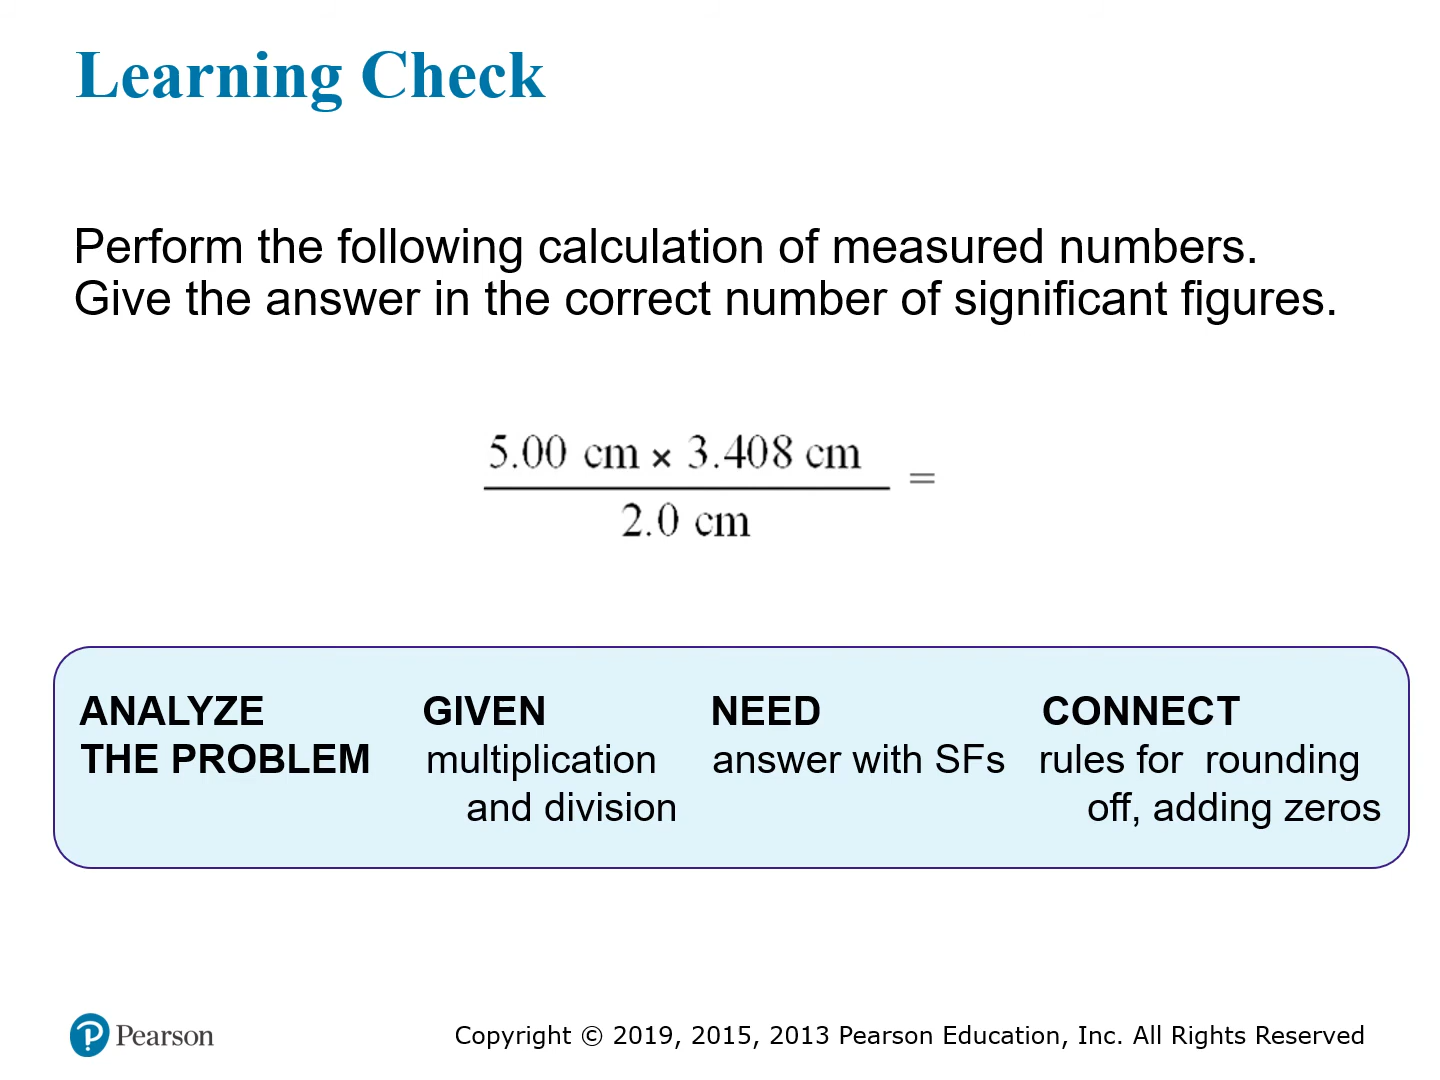 Learning Check
Perform the following calculation of measured numbers.
Give the answer in the correct number of significant figures.
5.00 cm × 3.408 cm
=
2.0 cm
ANALYZE GIVEN NEED CONNECT
THE PROBLEM multiplication answer with SFs rules for rounding
and division off, adding zeros
Pearson Copyright © 2019, 2015, 2013 Pearson Education, Inc. All Rights Reserved